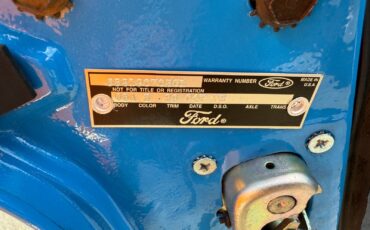 WARRANTY NUMBER Ford MADE IN
U.S.A.
NOT FOR TITLE OR REGISTRATION
BODY COLOR TRIM DATE D.S.O. AXLE TRANS
Ford®